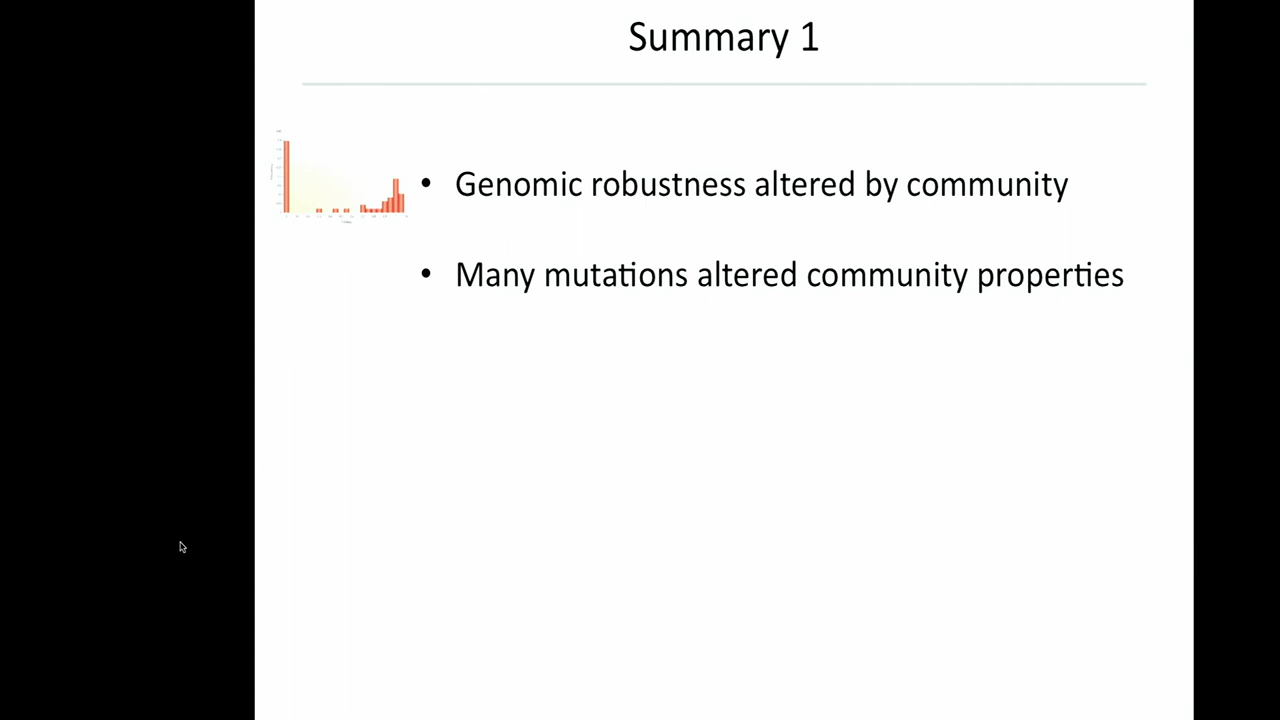 Summary 1
• Genomic robustness altered by community
• Many mutations altered community properties